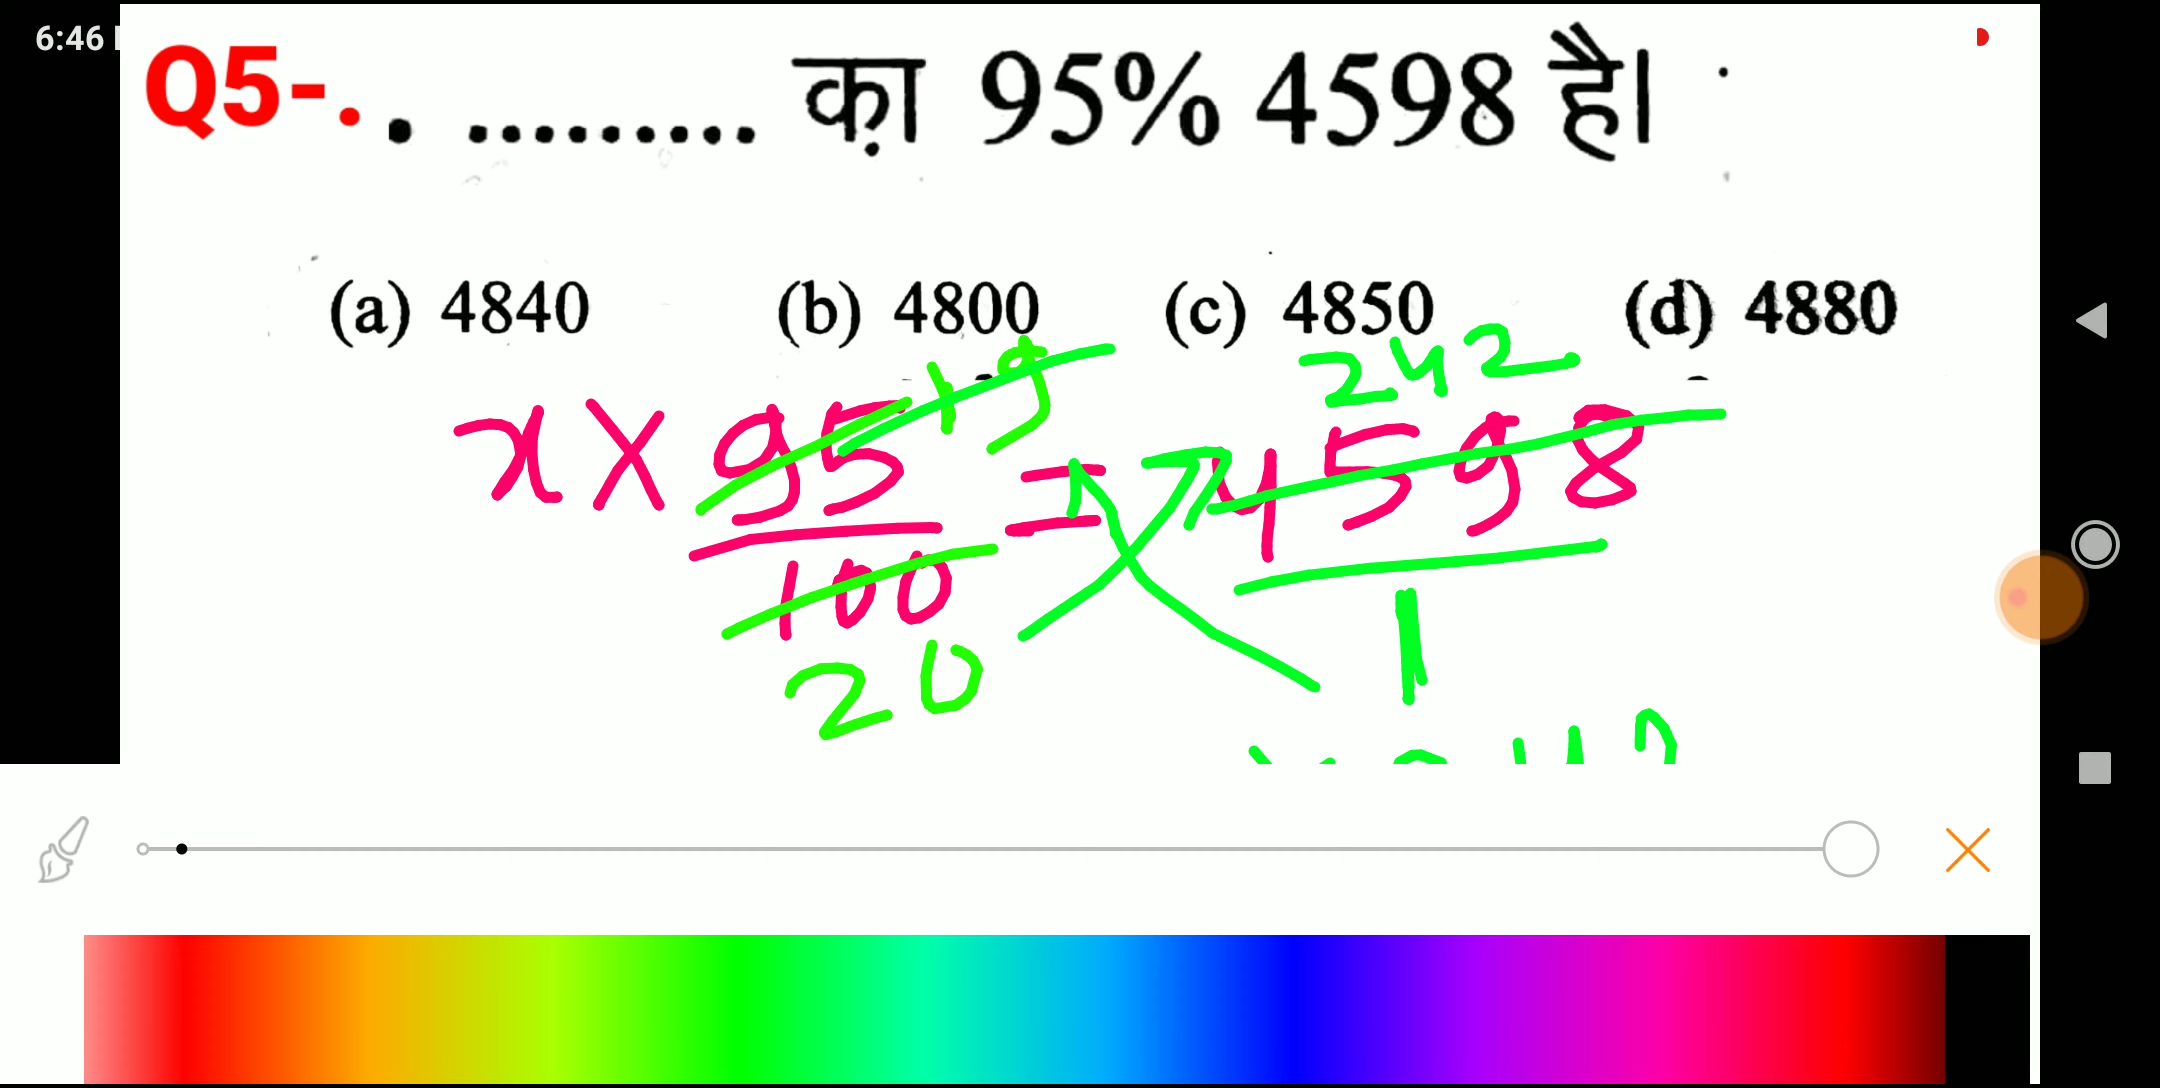 6:46
Q5-. . ......... का 95% 4598 है।
(a) 4840 (b) 4800 (c) 4850 (d) 4880
19 242
x × 95 = 4598
100 1
20